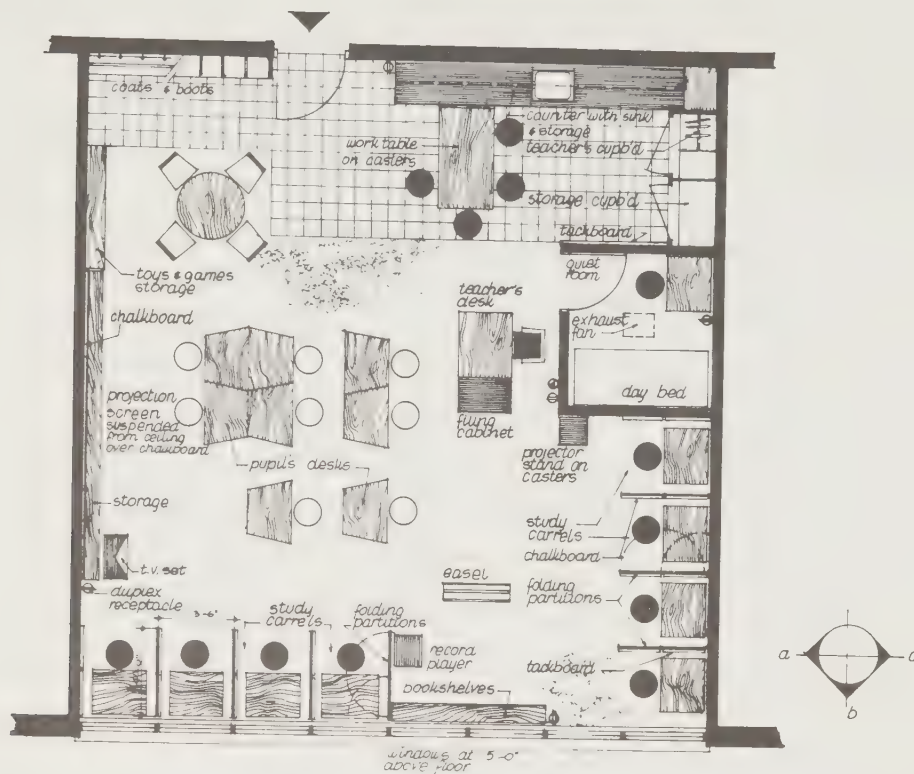 coats & boots
counter with sink
& storage
teacher's cupb'd
work table
on casters
storage cupb'd
tackboard
quiet
room
toys & games
storage
teacher's
desk
chalkboard
exhaust
fan
day bed
projection
screen
suspended
from ceiling
over chalkboard
filing
cabinet
projector
stand on
casters
pupil's desks
storage
study
carrels
chalkboard
t.v. set
easel
folding
partitions
duplex
receptacle
3'-6"
study
carrels
folding
partitions
record
player
tackboard
bookshelves
a
b
windows at 5'-0"
above floor